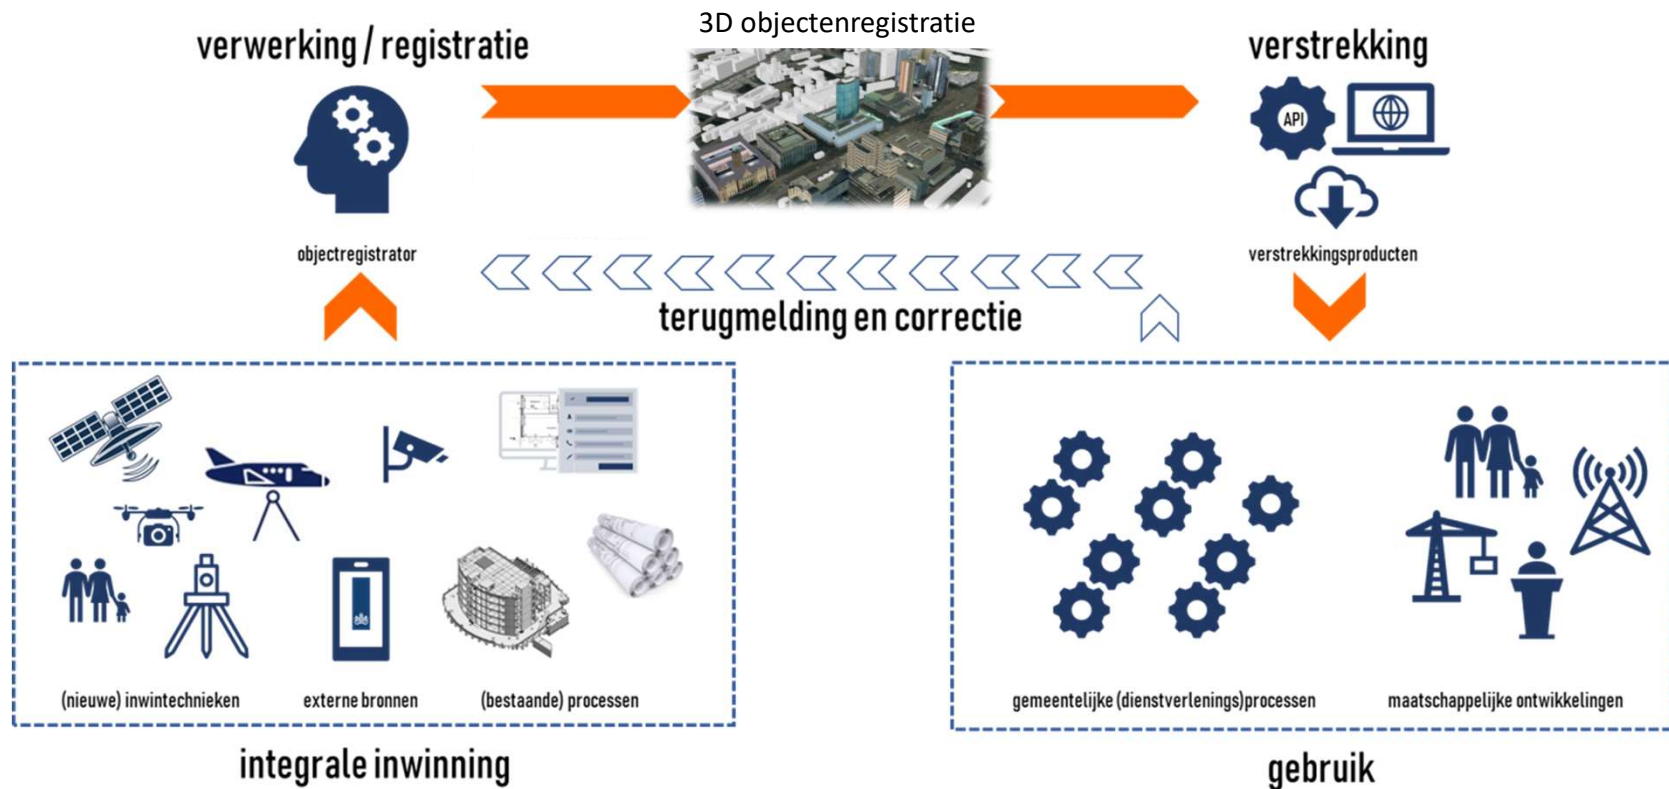 3D objectenregistratie
verwerking / registratie
verstrekking
API
objectregistrator
verstrekkingsproducten
terugmelding en correctie
(nieuwe) inwintechnieken
externe bronnen
(bestaande) processen
gemeentelijke (dienstverlenings)processen
maatschappelijke ontwikkelingen
integrale inwinning
gebruik